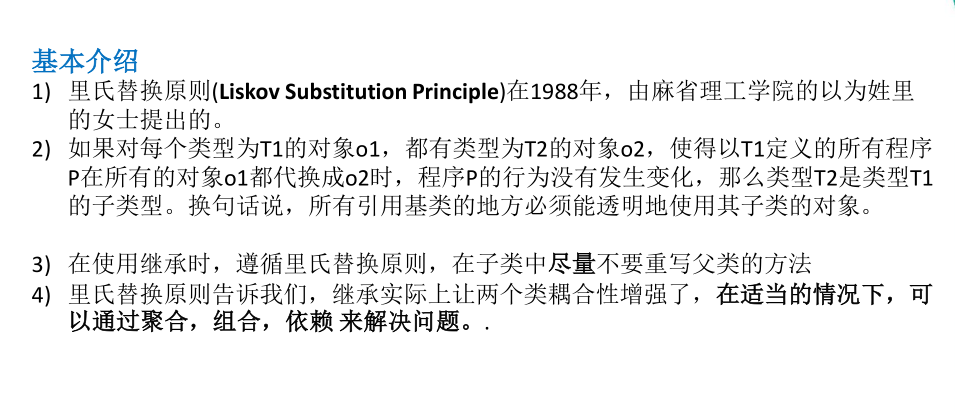 基本介绍
1) 里氏替换原则(Liskov Substitution Principle)在1988年，由麻省理工学院的以为姓里
的女士提出的。
2) 如果对每个类型为T1的对象o1，都有类型为T2的对象o2，使得以T1定义的所有程序
P在所有的对象o1都代换成o2时，程序P的行为没有发生变化，那么类型T2是类型T1
的子类型。换句话说，所有引用基类的地方必须能透明地使用其子类的对象。
3) 在使用继承时，遵循里氏替换原则，在子类中尽量不要重写父类的方法
4) 里氏替换原则告诉我们，继承实际上让两个类耦合性增强了，在适当的情况下，可
以通过聚合，组合，依赖 来解决问题。.